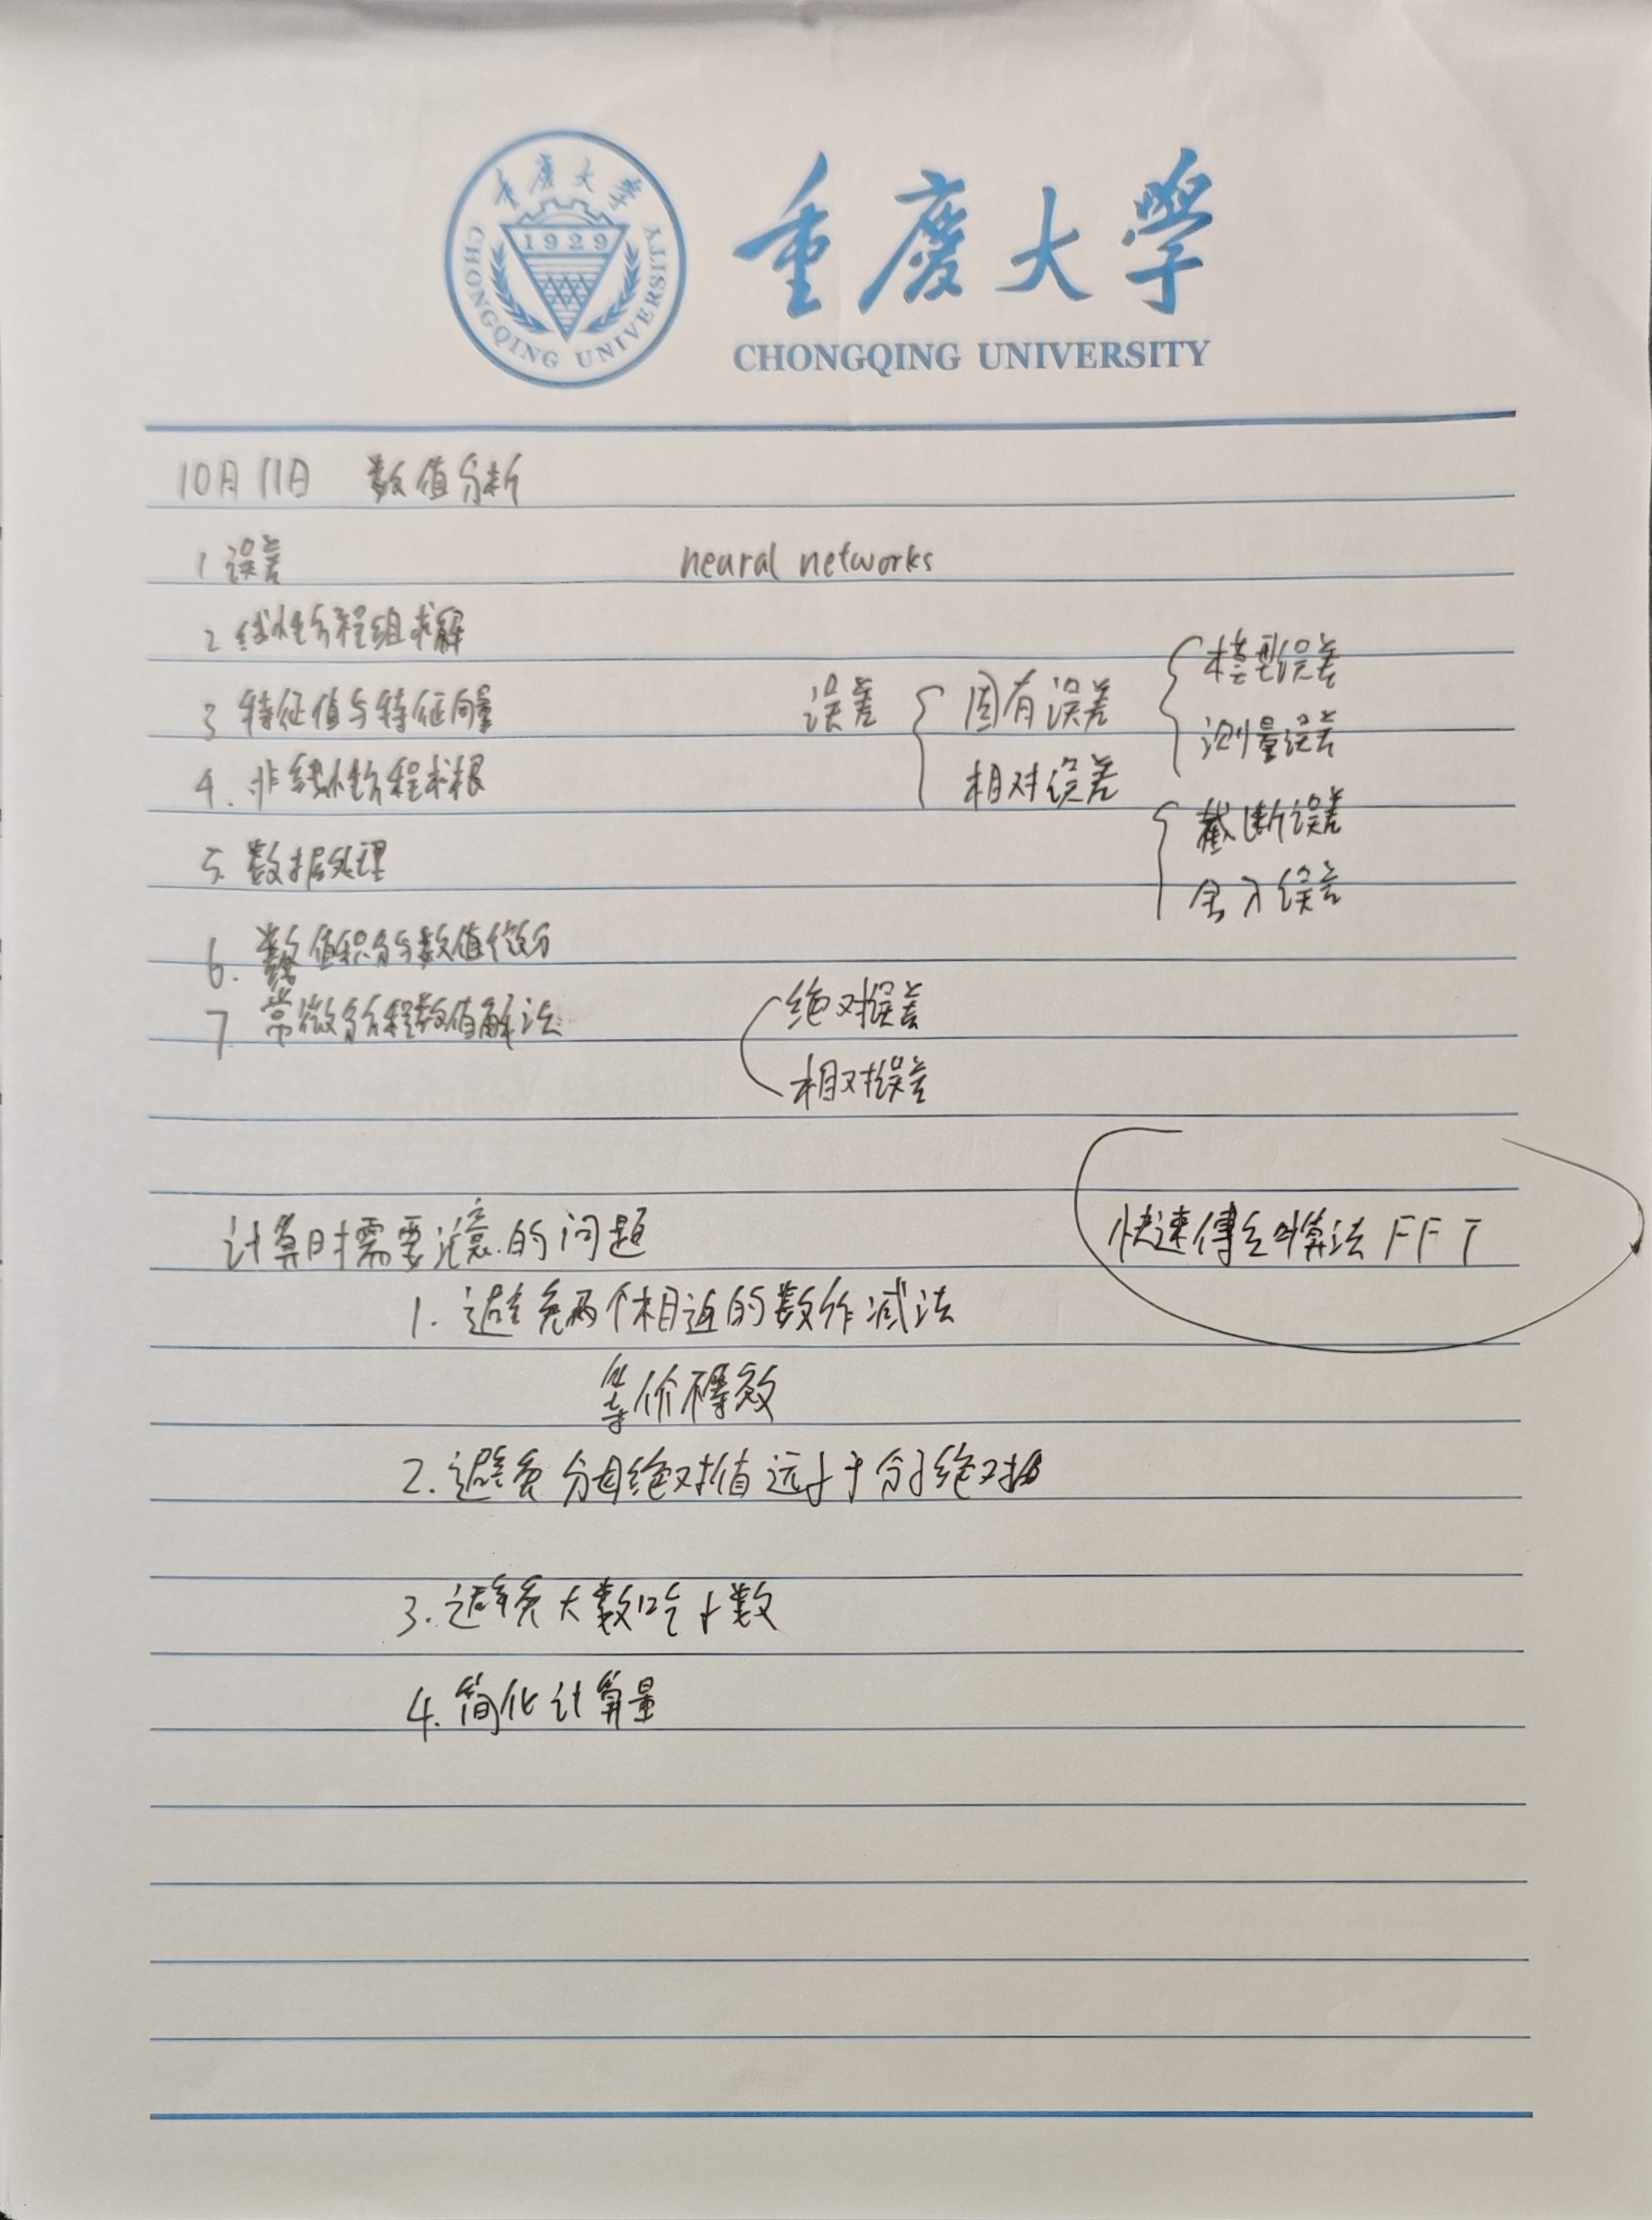 重庆大学
1929
CHONGQING UNIVERSITY
重慶大學
CHONGQING UNIVERSITY
10月11日 数值分析
1 误差
neural networks
2 线性方程组求解
3 特征值与特征向量
4. 非线性方程求根
5. 数据处理
6. 数值积分与数值微分
7 常微分方程数值解法
误差 { 固有误差 { 模型误差
测量误差
相对误差 { 截断误差
舍入误差
绝对误差
相对误差
计算时需要注意的问题
快速傅立叶算法 FFT
1. 避免两个相近的数作减法
等价不等效
2. 避免分母绝对值远小于分子绝对
3. 避免大数吃小数
4. 简化计算量